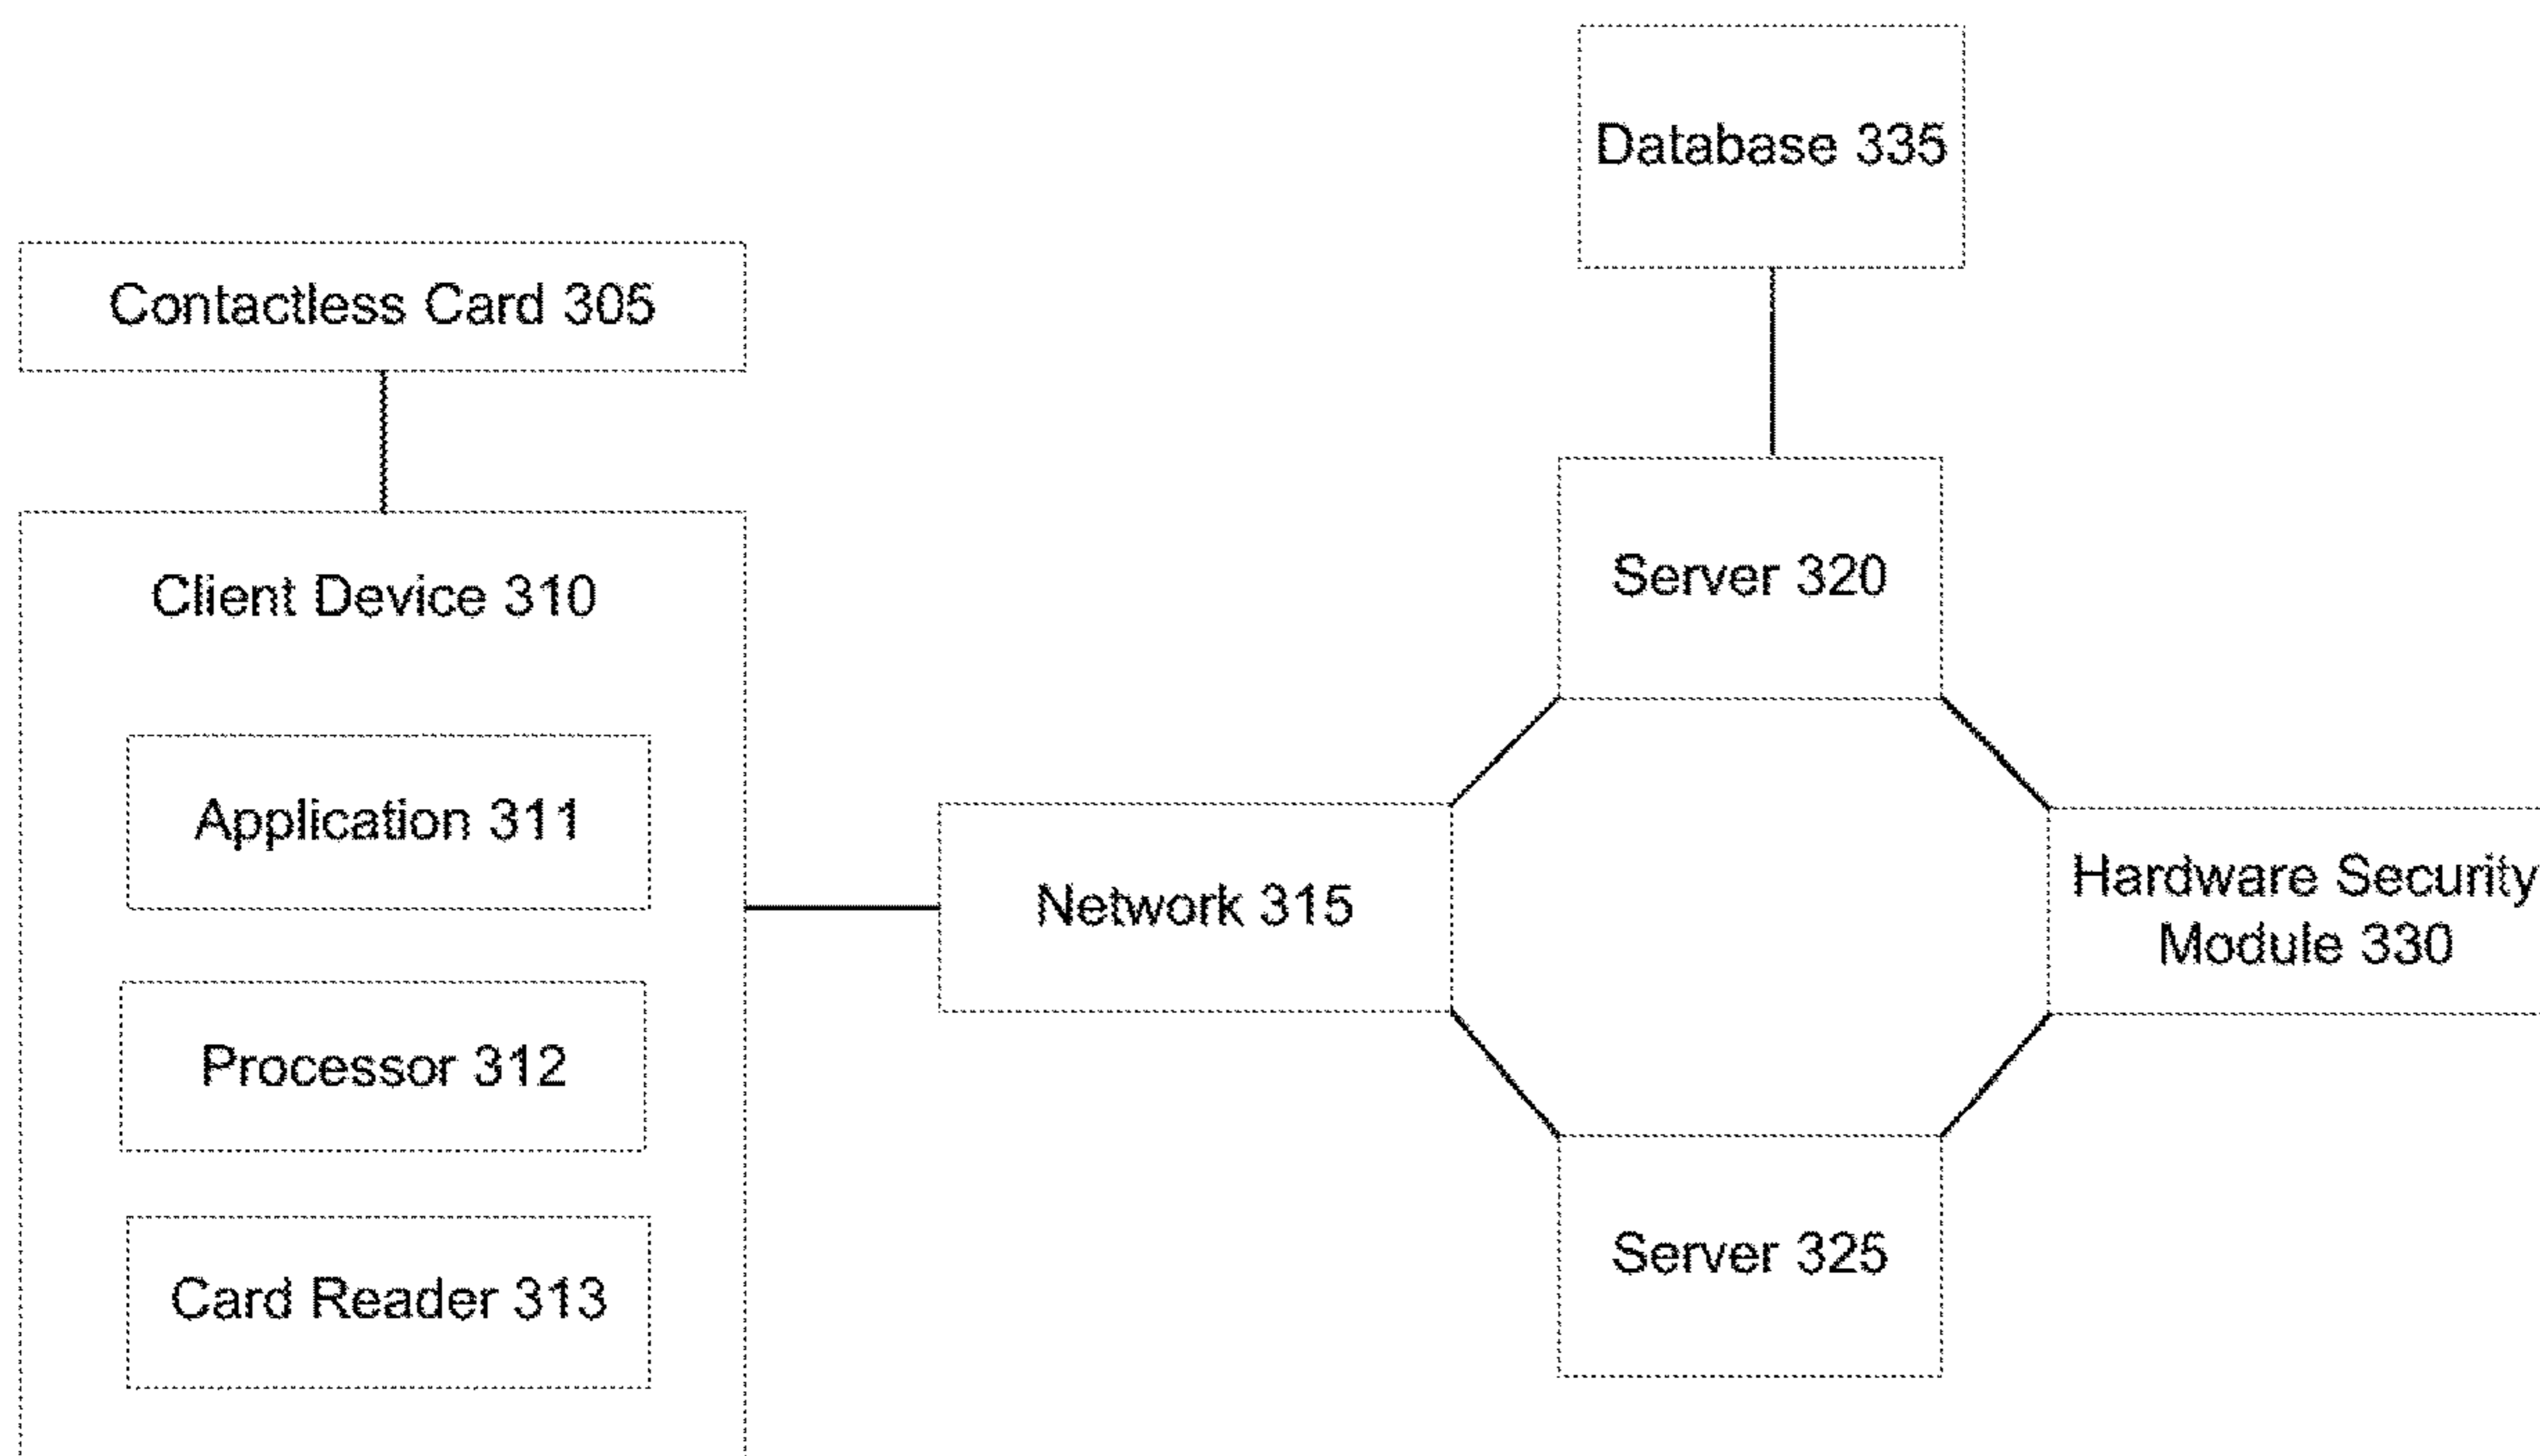 Database 335
Contactless Card 305
Client Device 310
Server 320
Application 311
Network 315
Hardware Security
Module 330
Processor 312
Server 325
Card Reader 313